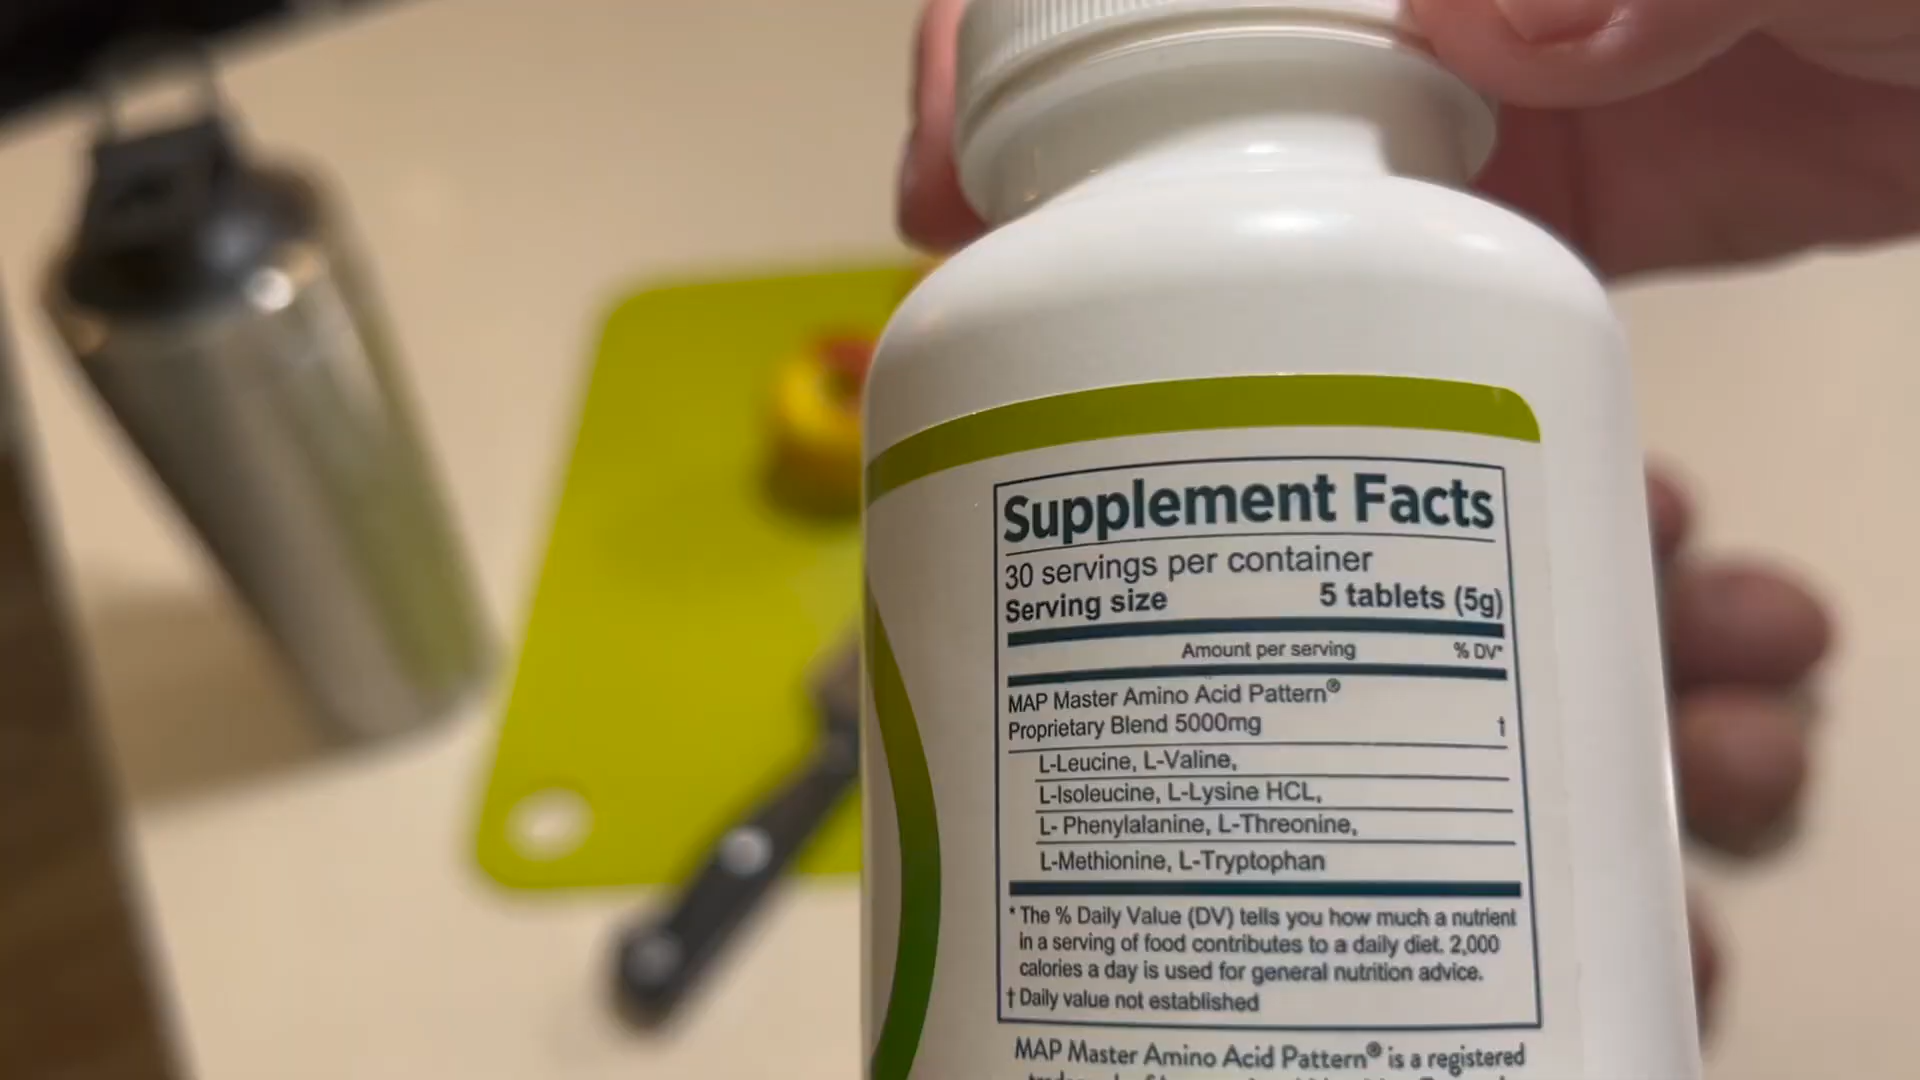 Supplement Facts
30 servings per container
Serving size 5 tablets (5g)
Amount per serving % DV*
MAP Master Amino Acid Pattern®
Proprietary Blend 5000mg †
L-Leucine, L-Valine,
L-Isoleucine, L-Lysine HCL,
L- Phenylalanine, L-Threonine,
L-Methionine, L-Tryptophan
* The % Daily Value (DV) tells you how much a nutrient
in a serving of food contributes to a daily diet. 2,000
calories a day is used for general nutrition advice.
† Daily value not established
MAP Master Amino Acid Pattern® is a registered